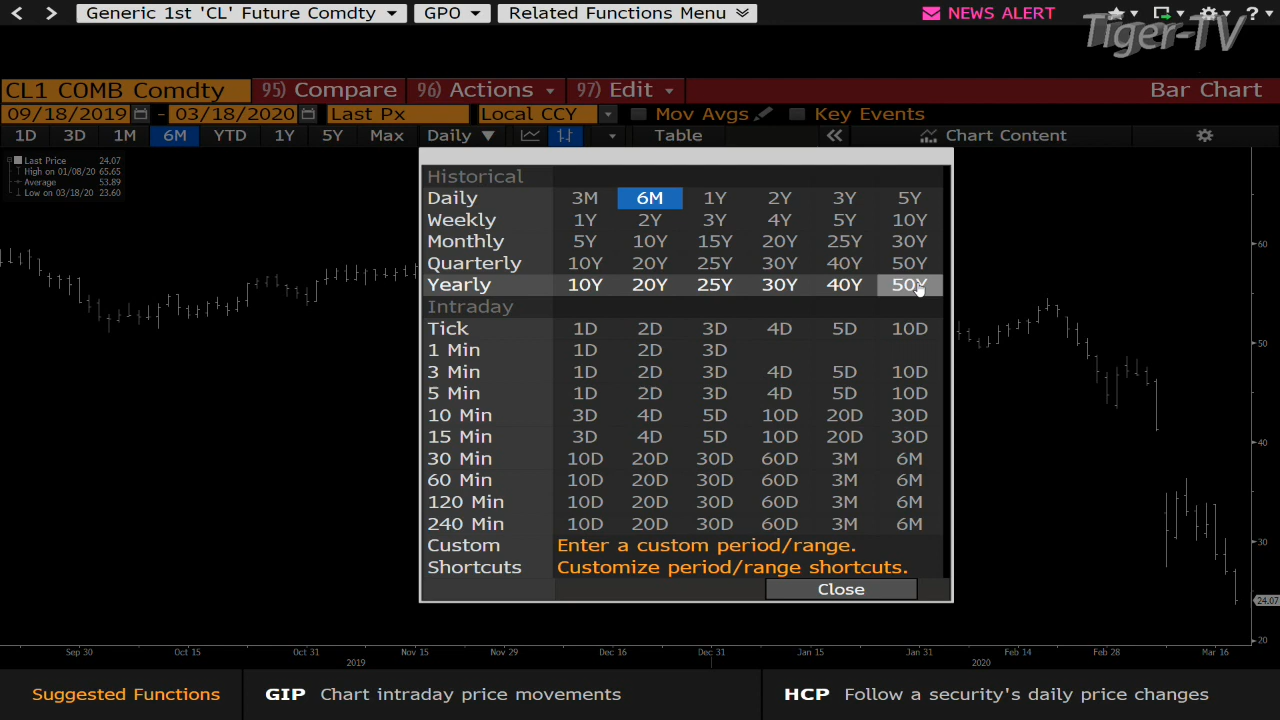 Generic 1st 'CL' Future Comdty GPO Related Functions Menu NEWS ALERT ?
Tiger-TV
CL1 COMB Comdty 95) Compare 96) Actions 97) Edit Bar Chart
09/18/2019 - 03/18/2020 Last Px Local CCY Mov Avgs Key Events
1D 3D 1M 6M YTD 1Y 5Y Max Daily Table Chart Content
Last Price 24.07
High on 01/08/20 65.65
Average 53.89
Low on 03/18/20 23.60
Historical
Daily 3M 6M 1Y 2Y 3Y 5Y
Weekly 1Y 2Y 3Y 4Y 5Y 10Y
Monthly 5Y 10Y 15Y 20Y 25Y 30Y
Quarterly 10Y 20Y 25Y 30Y 40Y 50Y
Yearly 10Y 20Y 25Y 30Y 40Y 50Y
Intraday
Tick 1D 2D 3D 4D 5D 10D
1 Min 1D 2D 3D
3 Min 1D 2D 3D 4D 5D 10D
5 Min 1D 2D 3D 4D 5D 10D
10 Min 3D 4D 5D 10D 20D 30D
15 Min 3D 4D 5D 10D 20D 30D
30 Min 10D 20D 30D 60D 3M 6M
60 Min 10D 20D 30D 60D 3M 6M
120 Min 10D 20D 30D 60D 3M 6M
240 Min 10D 20D 30D 60D 3M 6M
Custom Enter a custom period/range.
Shortcuts Customize period/range shortcuts.
Close
60
50
40
30
24.07
20
Sep 30 Oct 15 Oct 31 Nov 15 Nov 29 Dec 16 Dec 31 Jan 15 Jan 31 Feb 14 Feb 28 Mar 16
2019 2020
Suggested Functions GIP Chart intraday price movements HCP Follow a security's daily price changes